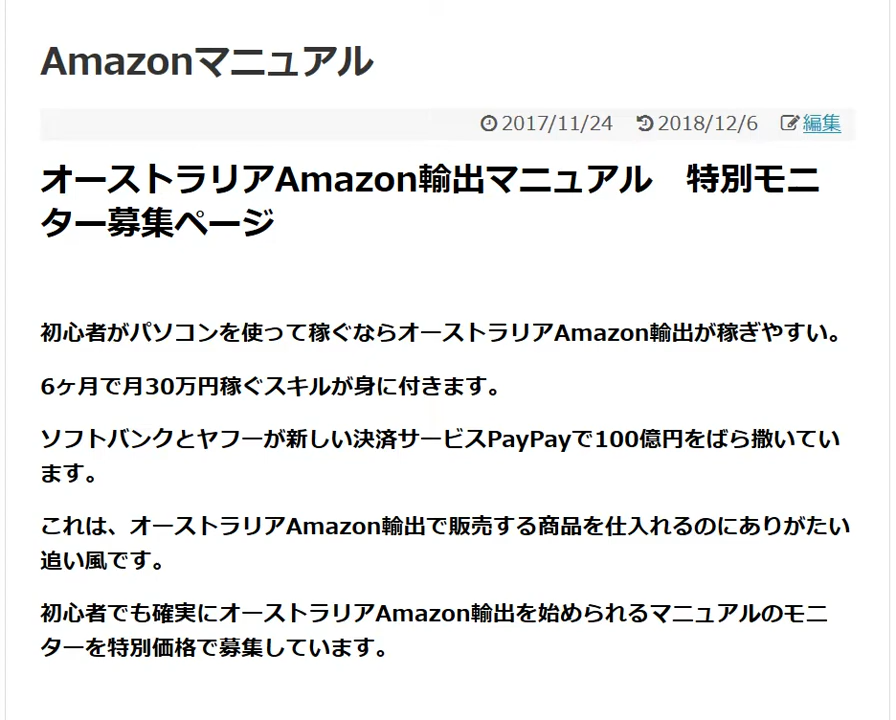 Amazonマニュアル
2017/11/24 2018/12/6 編集
オーストラリアAmazon輸出マニュアル　特別モニ
ター募集ページ
初心者がパソコンを使って稼ぐならオーストラリアAmazon輸出が稼ぎやすい。
6ヶ月で月30万円稼ぐスキルが身に付きます。
ソフトバンクとヤフーが新しい決済サービスPayPayで100億円をばら撒いてい
ます。
これは、オーストラリアAmazon輸出で販売する商品を仕入れるのにありがたい
追い風です。
初心者でも確実にオーストラリアAmazon輸出を始められるマニュアルのモニ
ターを特別価格で募集しています。